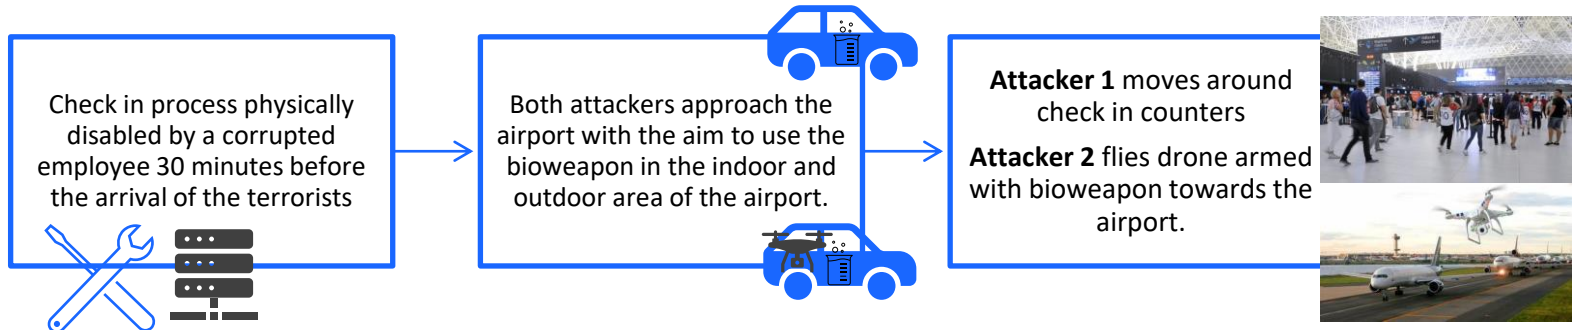 Check in process physically
disabled by a corrupted
employee 30 minutes before
the arrival of the terrorists
Both attackers approach the
airport with the aim to use the
bioweapon in the indoor and
outdoor area of the airport.
Attacker 1 moves around
check in counters
Attacker 2 flies drone armed
with bioweapon towards the
airport.